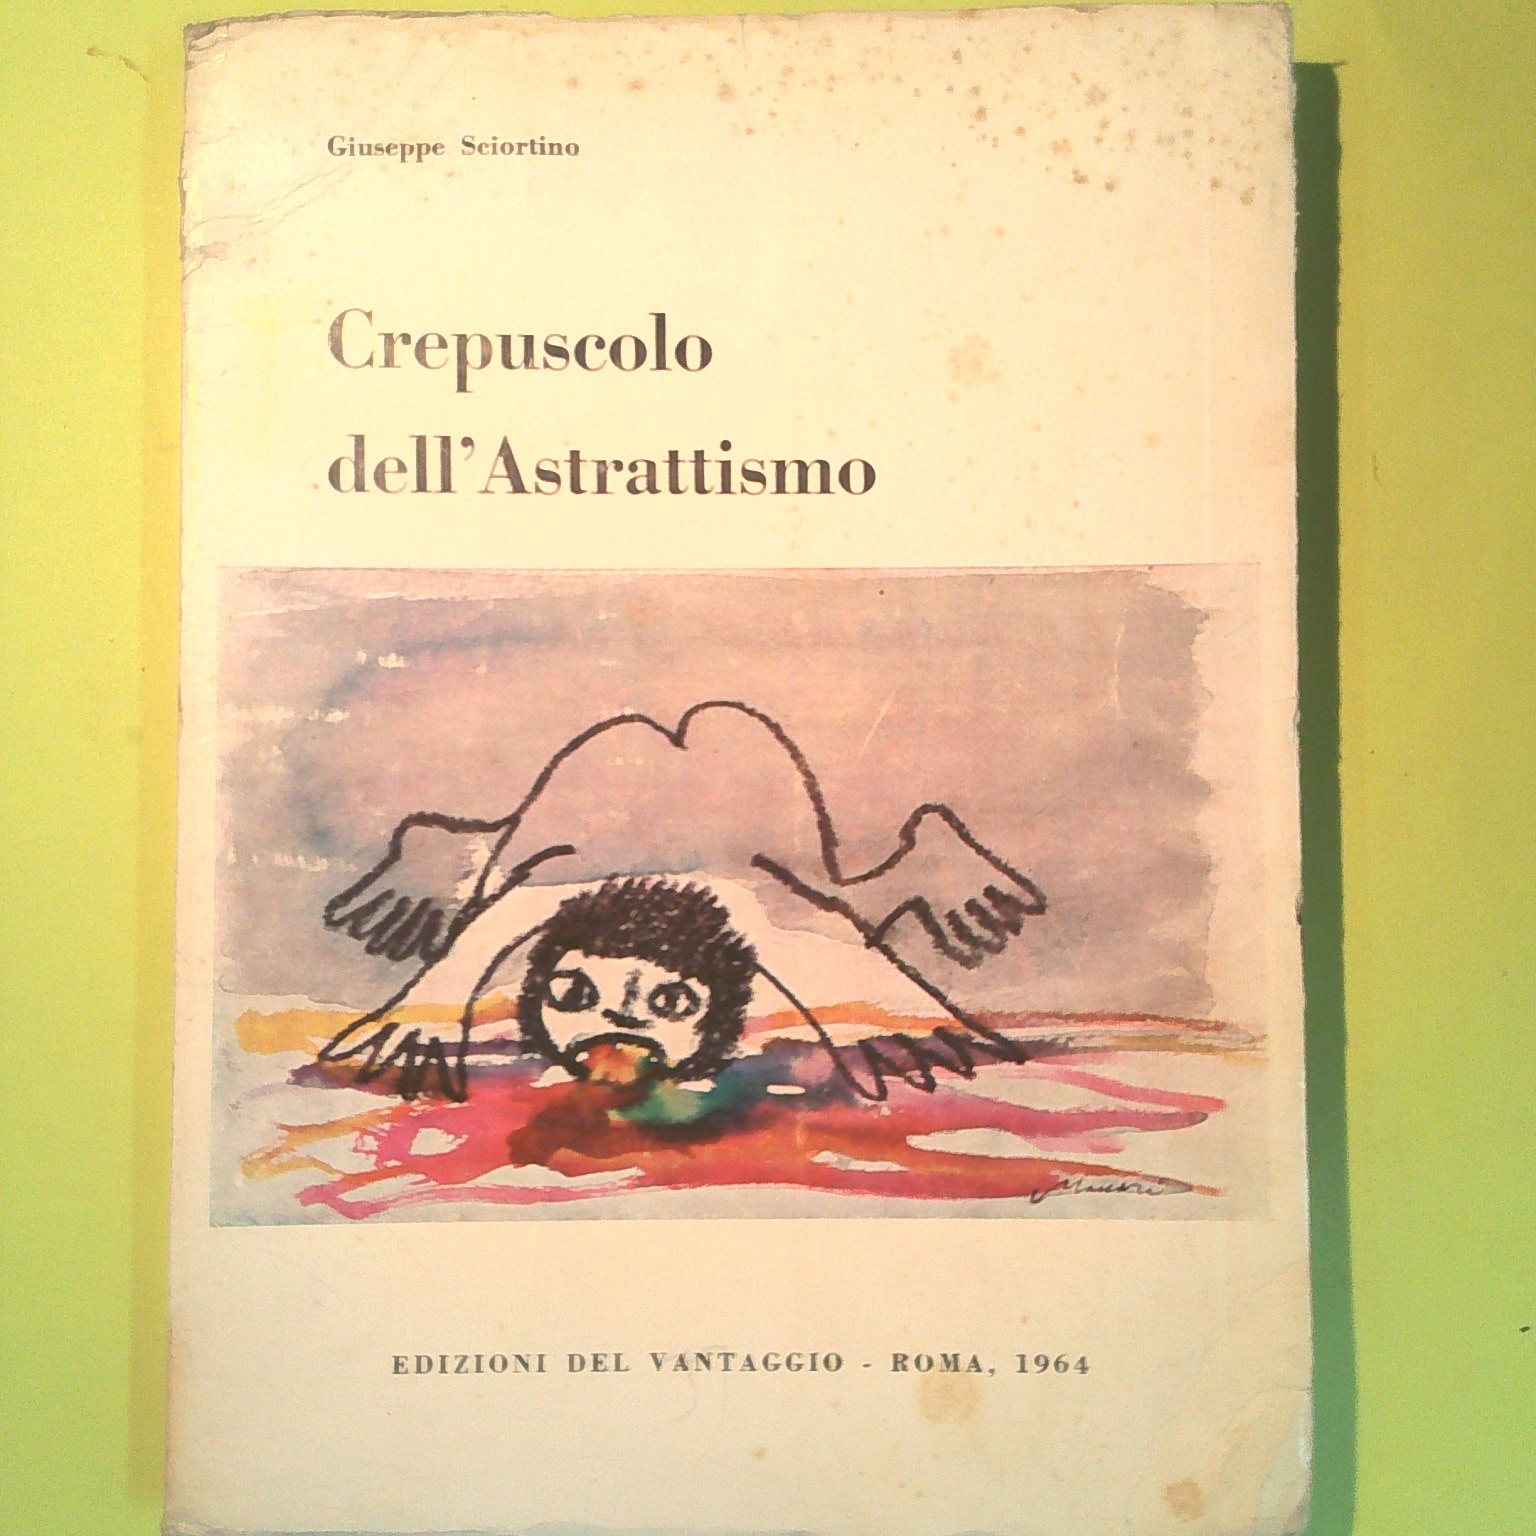 Giuseppe Sciortino
Crepuscolo
dell'Astrattismo
EDIZIONI DEL VANTAGGIO - ROMA, 1964